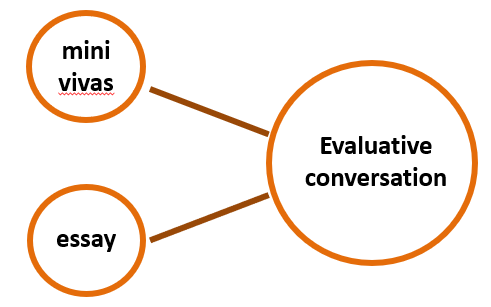 mini
vivas
Evaluative
conversation
essay